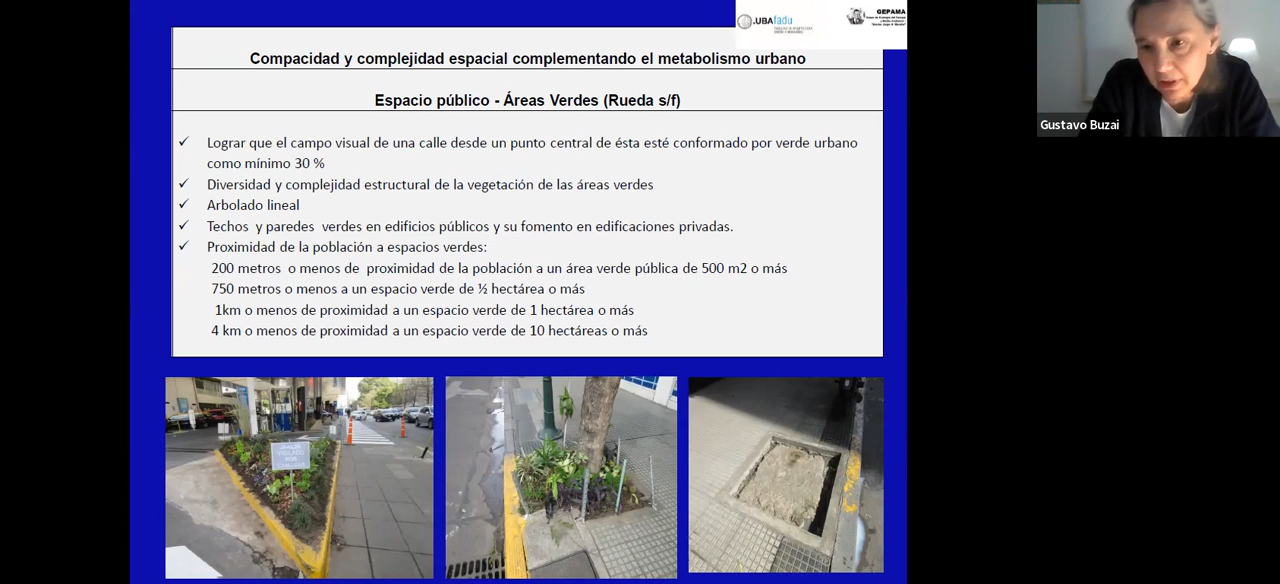 .UBAfadu
GEPAMA
Gustavo Buzai
Compacidad y complejidad espacial complementando el metabolismo urbano
Espacio público - Áreas Verdes (Rueda s/f)
✓ Lograr que el campo visual de una calle desde un punto central de ésta esté conformado por verde urbano
como mínimo 30 %
✓ Diversidad y complejidad estructural de la vegetación de las áreas verdes
✓ Arbolado lineal
✓ Techos y paredes verdes en edificios públicos y su fomento en edificaciones privadas.
✓ Proximidad de la población a espacios verdes:
200 metros o menos de proximidad de la población a un área verde pública de 500 m2 o más
750 metros o menos a un espacio verde de ½ hectárea o más
1km o menos de proximidad a un espacio verde de 1 hectárea o más
4 km o menos de proximidad a un espacio verde de 10 hectáreas o más